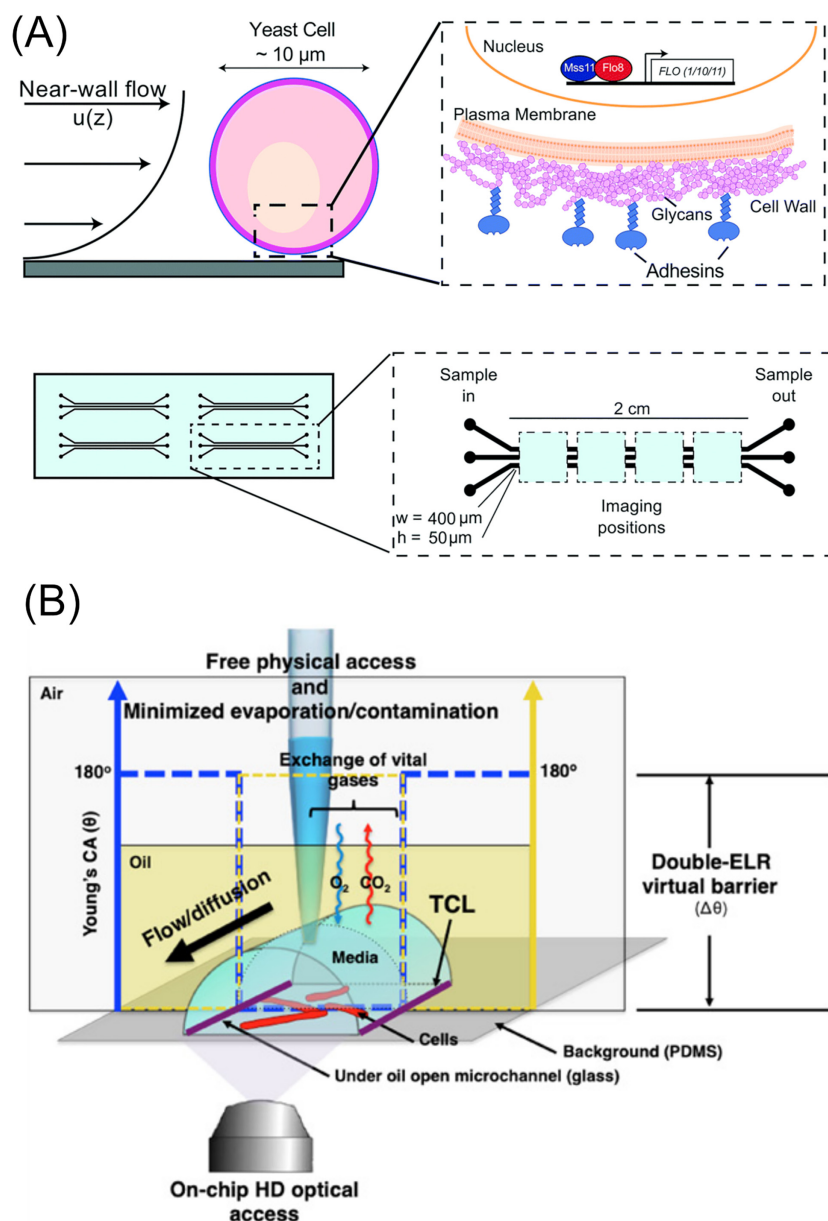 (A)
Yeast Cell
~ 10 µm
Near-wall flow
u(z)
Nucleus
Mss11
Flo8
FLO (1/10/11)
Plasma Membrane
Glycans
Cell Wall
Adhesins
Sample
in
Sample
out
2 cm
w = 400 µm
h = 50µm
Imaging
positions
(B)
Free physical access
and
Minimized evaporation/contamination
Air
Exchange of vital
gases
180º
180º
Young's CA (θ)
Oil
O2
CO2
Flow/diffusion
TCL
Media
Double-ELR
virtual barrier
(Δθ)
Cells
Background (PDMS)
Under oil open microchannel (glass)
On-chip HD optical
access